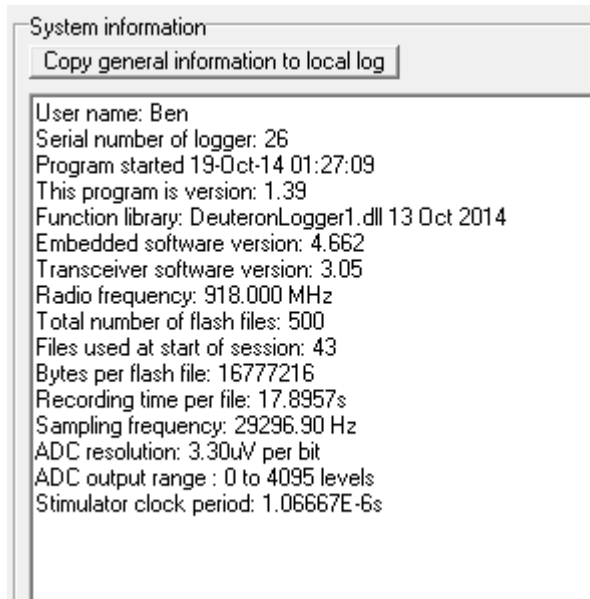 System information
Copy general information to local log
User name: Ben
Serial number of logger: 26
Program started 19-Oct-14 01:27:09
This program is version: 1.39
Function library: DeuteronLogger1.dll 13 Oct 2014
Embedded software version: 4.662
Transceiver software version: 3.05
Radio frequency: 918.000 MHz
Total number of flash files: 500
Files used at start of session: 43
Bytes per flash file: 16777216
Recording time per file: 17.8957s
Sampling frequency: 29296.90 Hz
ADC resolution: 3.30uV per bit
ADC output range : 0 to 4095 levels
Stimulator clock period: 1.06667E-6s